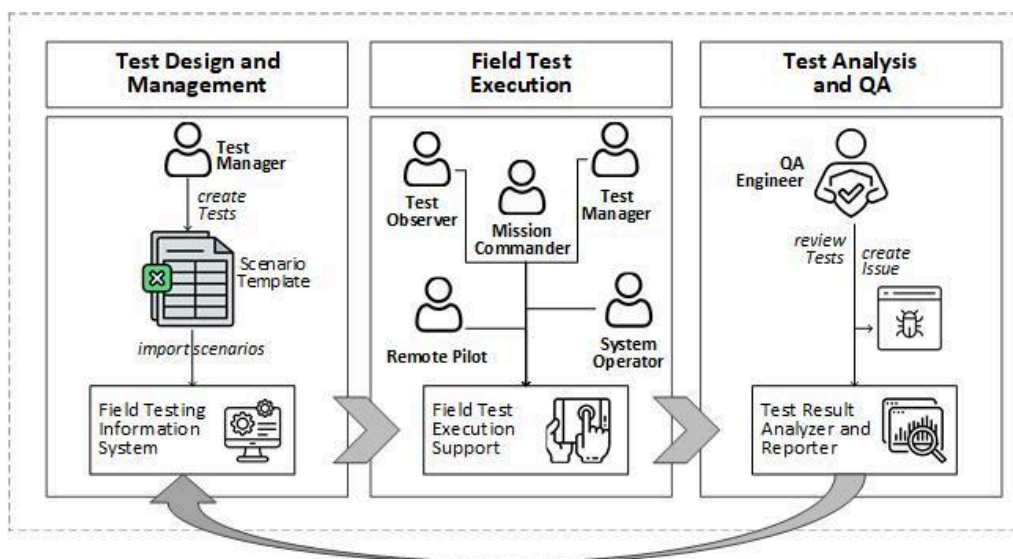 Test Design and
Management
Field Test
Execution
Test Analysis
and QA
Test
Manager
create
Tests
Scenario
Template
import scenarios
Field Testing
Information
System
Test
Observer
Mission
Commander
Test
Manager
Remote Pilot
System
Operator
Field Test
Execution
Support
QA
Engineer
review
Tests
create
Issue
Test Result
Analyzer and
Reporter